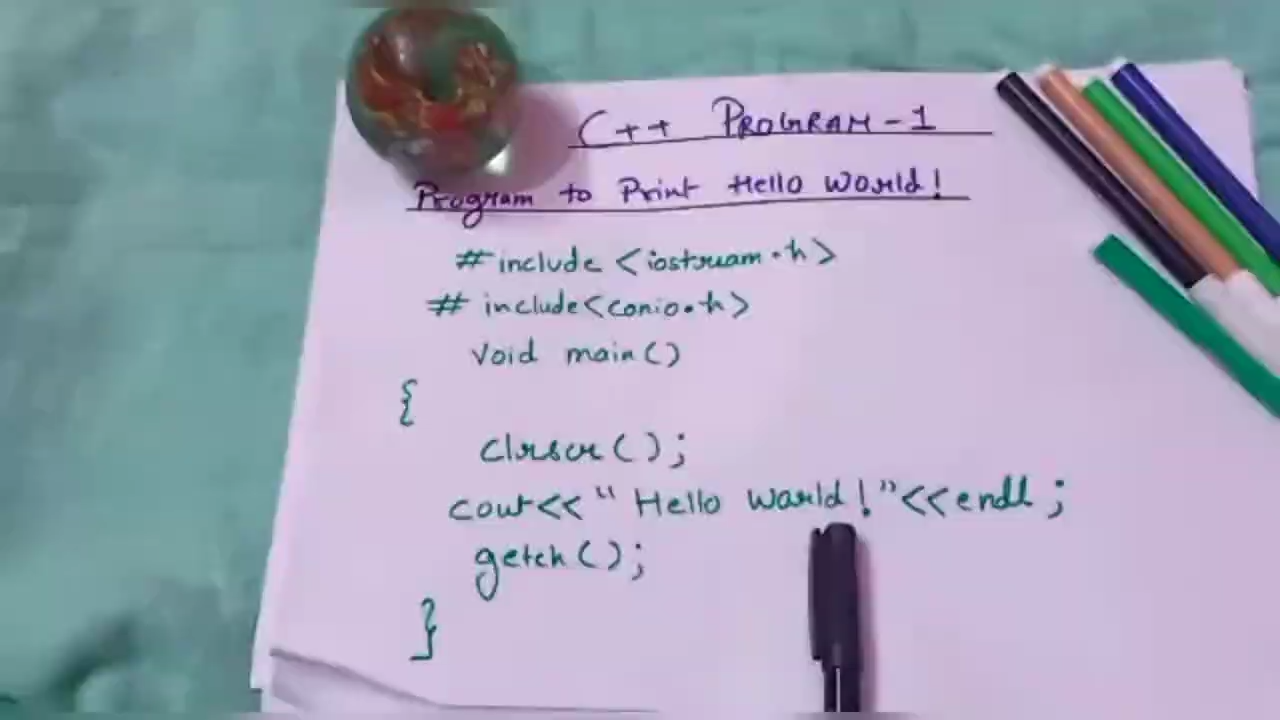 C++ PROGRAM-1
Program to Print Hello World!
#include <iostream.h>
# include<conio.h>
void main()
{
clrscr();
cout<< "Hello World!"<<endl;
getch();
}